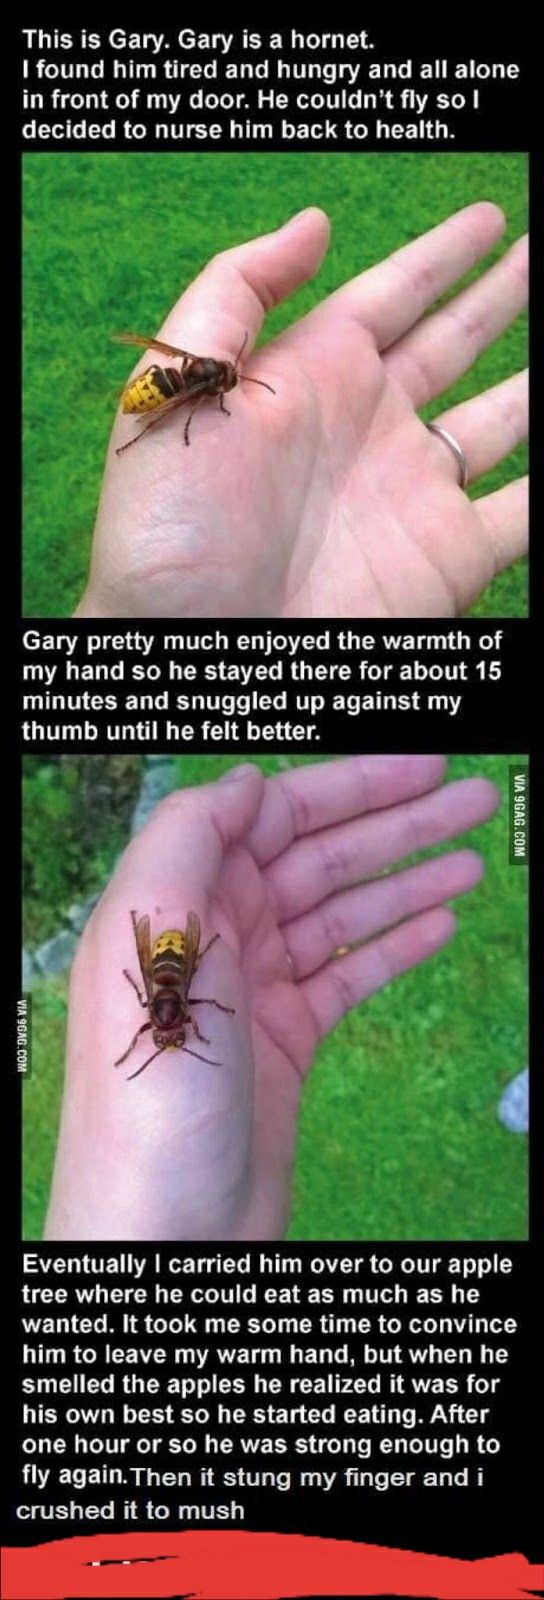 This is Gary. Gary is a hornet.
I found him tired and hungry and all alone
in front of my door. He couldn't fly so I
decided to nurse him back to health.
Gary pretty much enjoyed the warmth of
my hand so he stayed there for about 15
minutes and snuggled up against my
thumb until he felt better.
VIA 9GAG.COM
VIA 9GAG.COM
Eventually I carried him over to our apple
tree where he could eat as much as he
wanted. It took me some time to convince
him to leave my warm hand, but when he
smelled the apples he realized it was for
his own best so he started eating. After
one hour or so he was strong enough to
fly again. Then it stung my finger and i
crushed it to mush